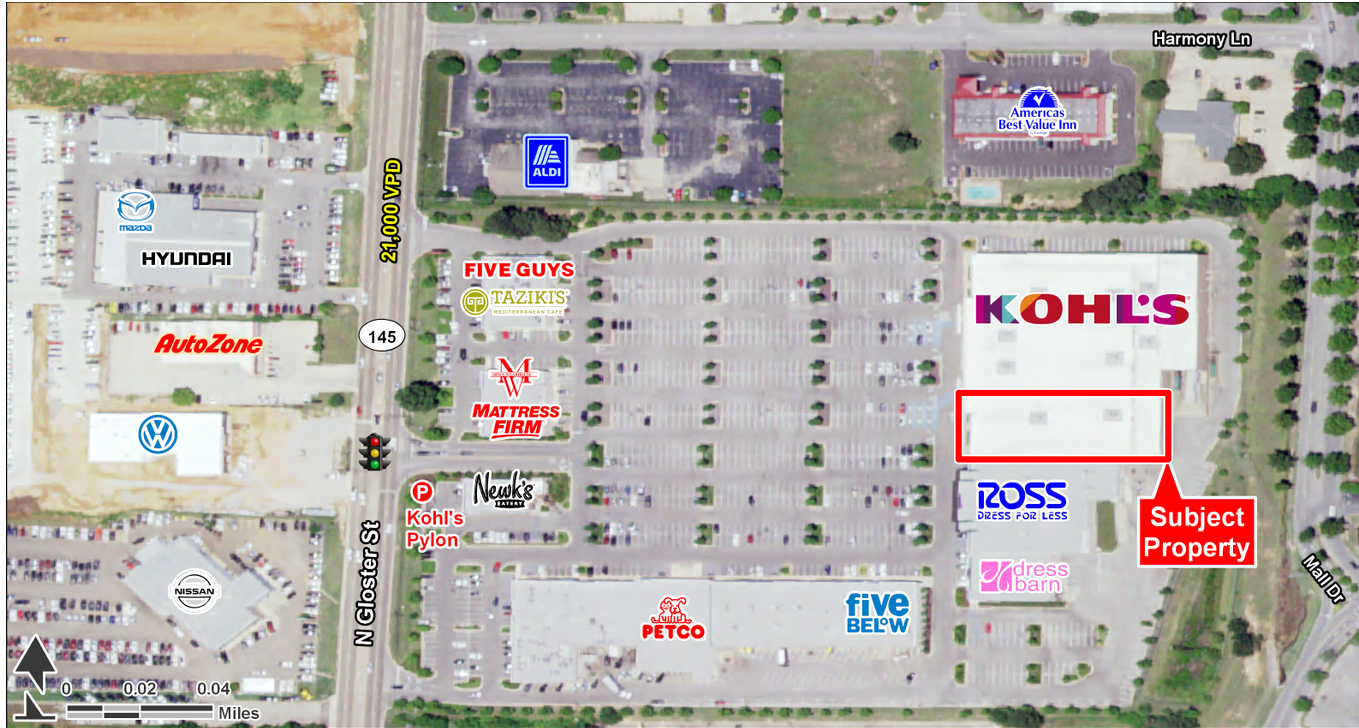 Harmony Ln
Americas
Best Value Inn
ALDI
21,000 VPD
mazda
HYUNDAI
FIVE GUYS
TAZIKIS
MEDITERRANEAN CAFE
KOHL'S
145
AutoZone
MW
MATTRESS
FIRM
Newk's
EATERY
P
Kohl's
Pylon
ROSS
DRESS FOR LESS
Subject
Property
dress
barn
Mall Dr
N Gloster St
NISSAN
PETCO
five
BELOW
0 0.02 0.04
Miles